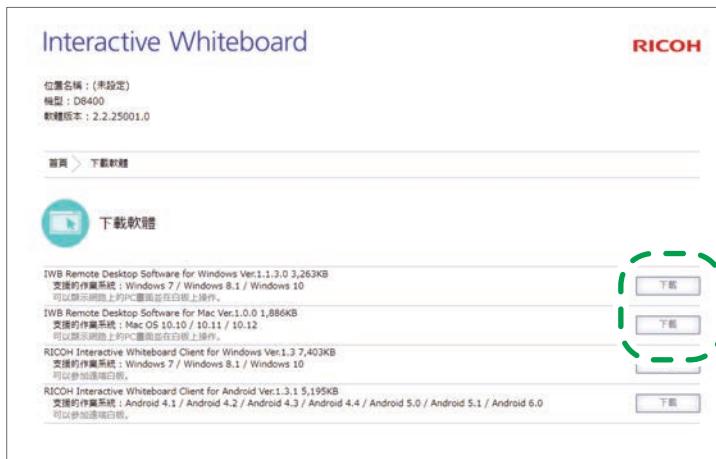 Interactive Whiteboard
RICOH
位置名稱：(未設定)
機型：D8400
軟體版本：2.2.25001.0
首頁 〉 下載軟體
下載軟體
IWB Remote Desktop Software for Windows Ver.1.1.3.0 3,263KB
支援的作業系統：Windows 7 / Windows 8.1 / Windows 10
可以顯示網路上的PC畫面並在白板上操作。
下載
IWB Remote Desktop Software for Mac Ver.1.0.0 1,886KB
支援的作業系統：Mac OS 10.10 / 10.11 / 10.12
可以顯示網路上的PC畫面並在白板上操作。
下載
RICOH Interactive Whiteboard Client for Windows Ver.1.3 7,403KB
支援的作業系統：Windows 7 / Windows 8.1 / Windows 10
可以參加遠端白板。
RICOH Interactive Whiteboard Client for Android Ver.1.3.1 5,195KB
支援的作業系統：Android 4.1 / Android 4.2 / Android 4.3 / Android 4.4 / Android 5.0 / Android 5.1 / Android 6.0
可以參加遠端白板。
下載